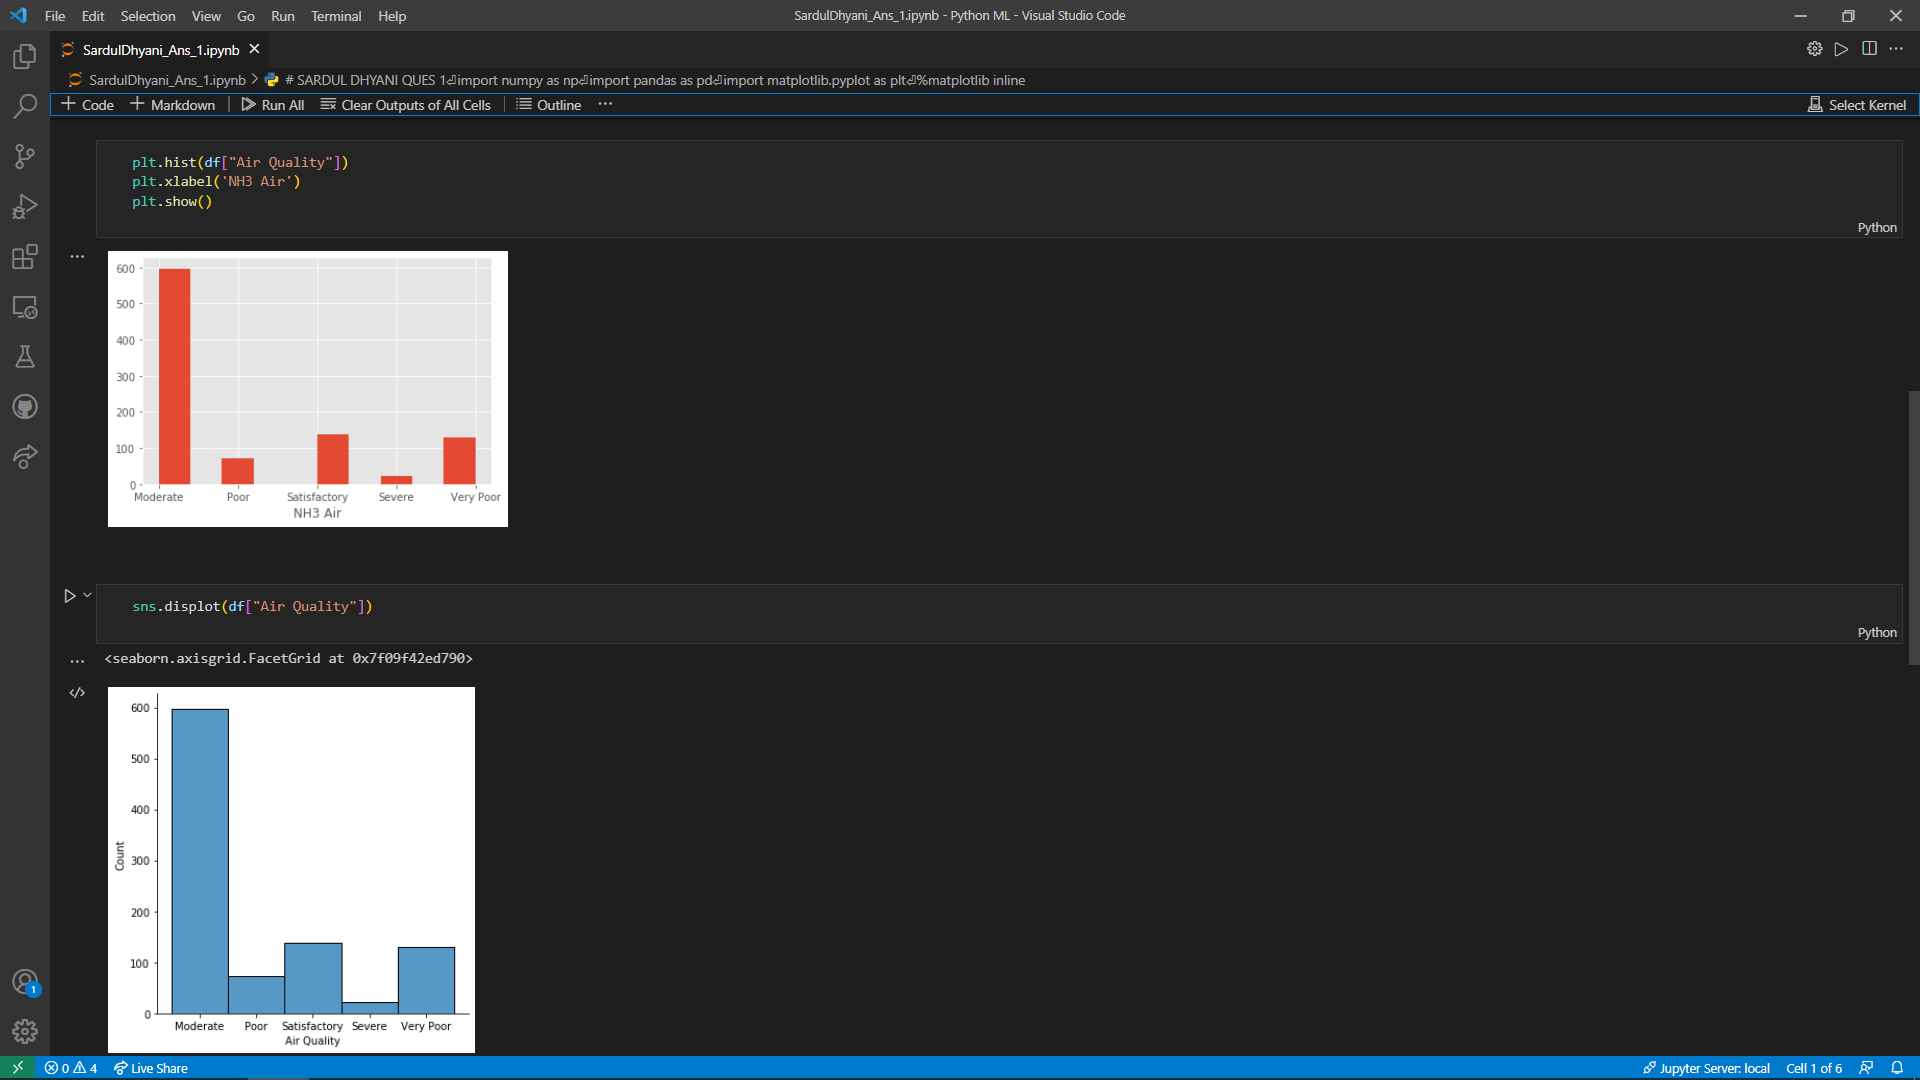 File Edit Selection View Go Run Terminal Help
SardulDhyani_Ans_1.ipynb - Python ML - Visual Studio Code
SardulDhyani_Ans_1.ipynb
SardulDhyani_Ans_1.ipynb > # SARDUL DHYANI QUES 1⏎import numpy as np⏎import pandas as pd⏎import matplotlib.pyplot as plt⏎%matplotlib inline
+ Code + Markdown | Run All Clear Outputs of All Cells | Outline ···
Select Kernel
plt.hist(df["Air Quality"])
plt.xlabel('NH3 Air')
plt.show()
Python
600
500
400
300
200
100
0
Moderate Poor Satisfactory Severe Very Poor
NH3 Air
sns.displot(df["Air Quality"])
Python
<seaborn.axisgrid.FacetGrid at 0x7f09f42ed790>
600
500
400
300
200
100
0
Count
Moderate Poor Satisfactory Severe Very Poor
Air Quality
1
0 4 Live Share
Jupyter Server: local Cell 1 of 6